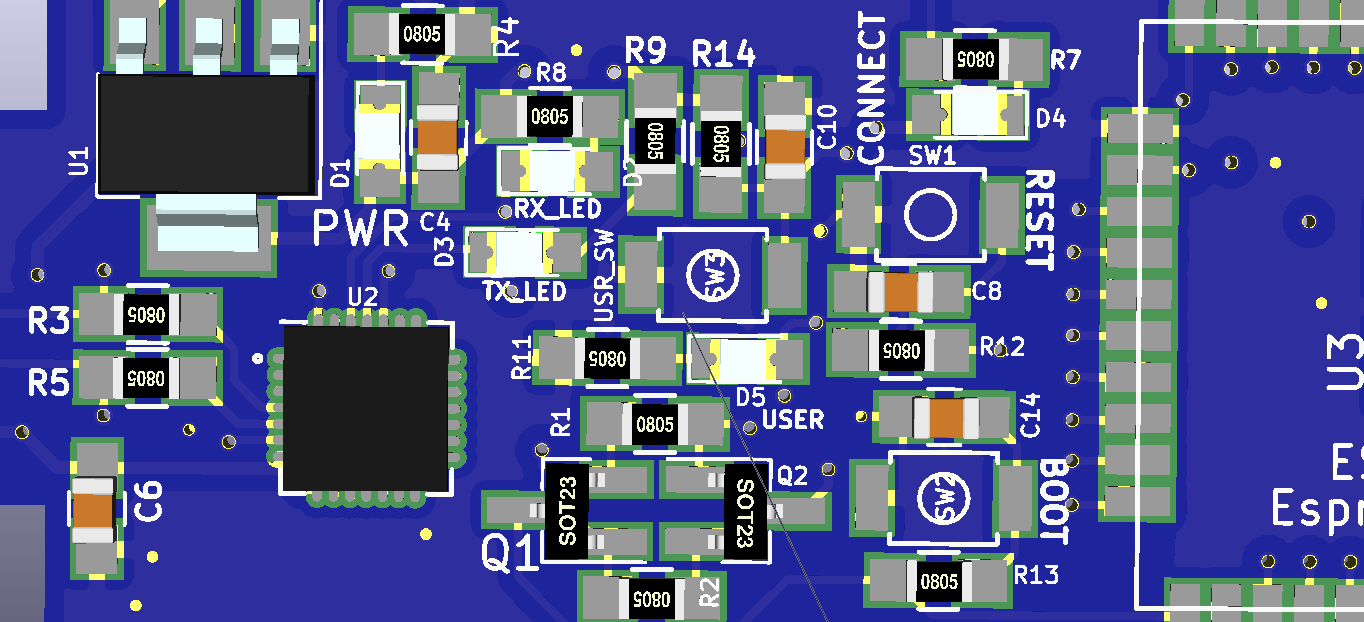 0805
R4
CONNECT
R9
R14
R8
0805
0805
0805
C10
0805
R7
D4
U1
D1
PWR
C4
RX_LED
D3
TX_LED
USR_SW
SW3
SW1
RESET
C8
R3
0805
R5
0805
U2
R11
0805
D5
USER
0805
R12
C14
R1
0805
U3
C6
Q1
SOT23
SOT23
Q2
SW2
BOOT
Espr
0805
R2
0805
R13